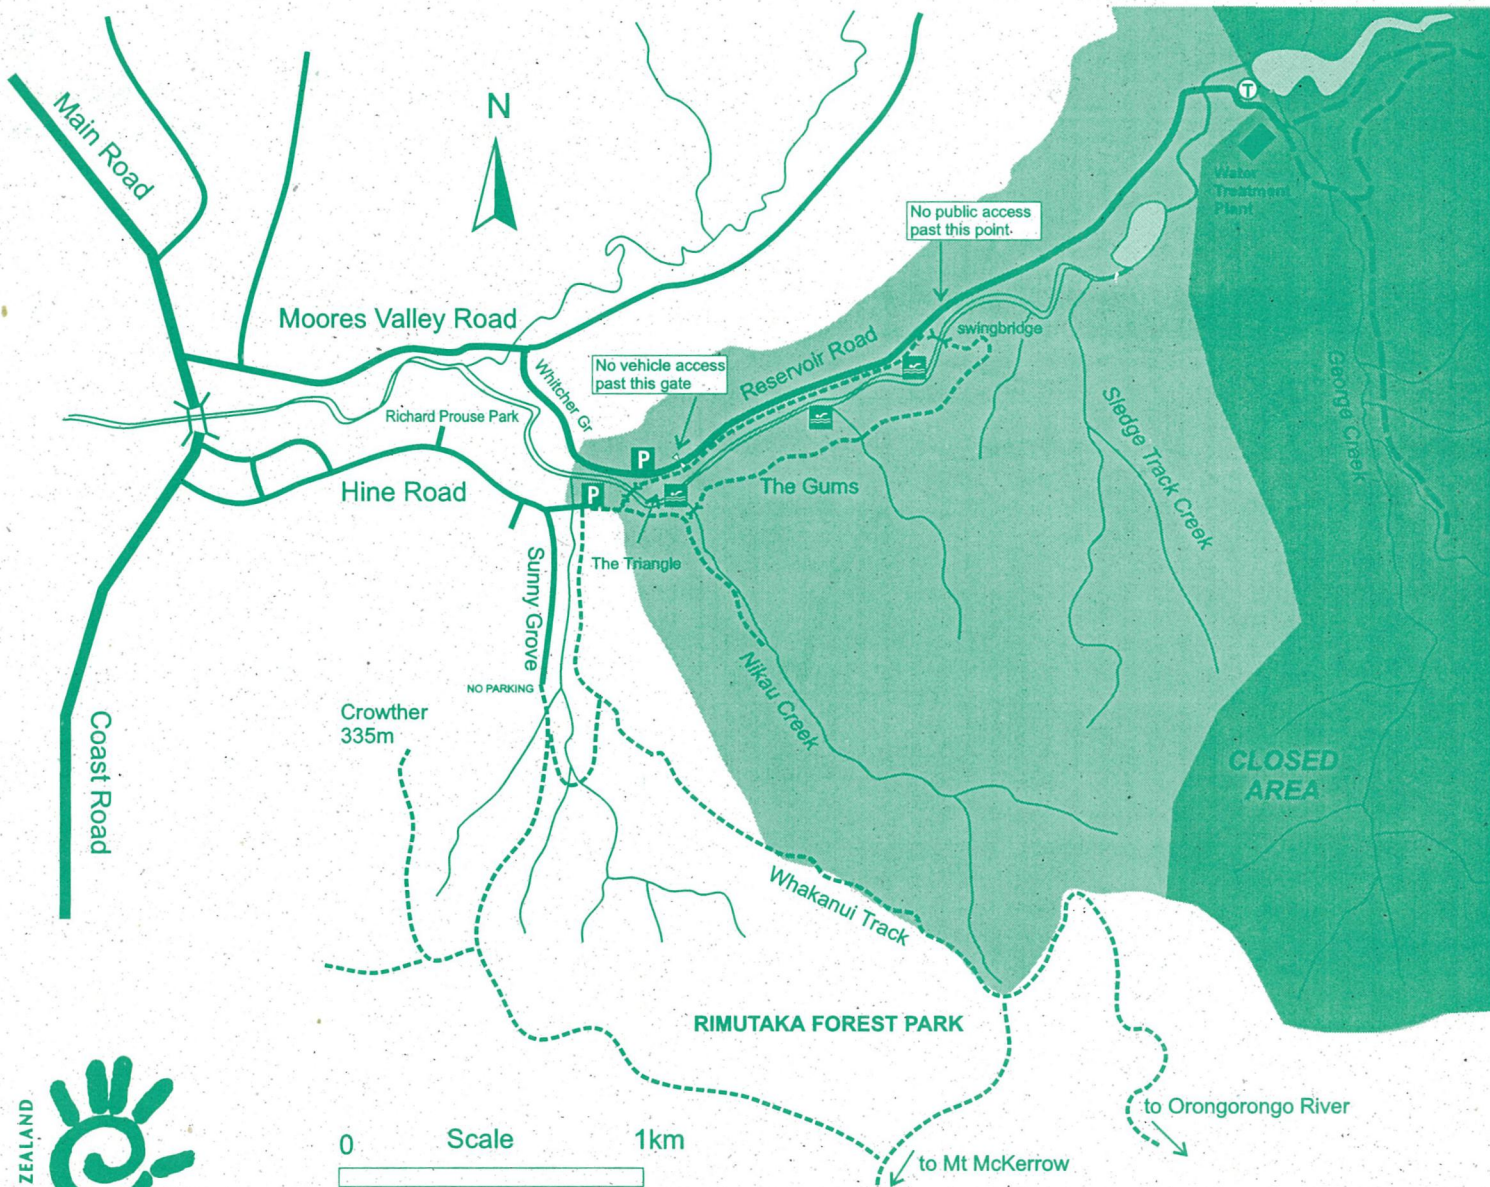 Main Road
N
T
Water
Treatment
Plant
No public access
past this point.
Moores Valley Road
swingbridge
Reservoir Road
No vehicle access
past this gate
Whitcher Gr
George Creek
Richard Prouse Park
Sledge Track Creek
P
Hine Road
The Gums
P
The Triangle
Sunny Grove
NO PARKING
Nikau Creek
Crowther
335m
Coast Road
CLOSED
AREA
Whakanui Track
RIMUTAKA FOREST PARK
to Orongorongo River
ZEALAND
0 Scale 1km
to Mt McKerrow